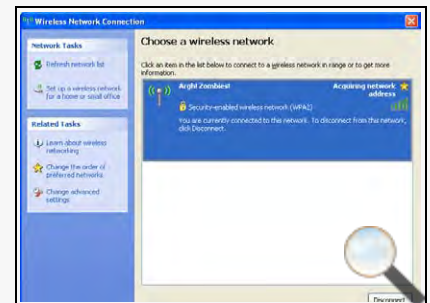 Wireless Network Connection
Network Tasks
Refresh network list
Set up a wireless network
for a home or small office
Related Tasks
Learn about wireless
networking
Change the order of
preferred networks
Change advanced
settings
Choose a wireless network
Click an item in the list below to connect to a wireless network in range or to get more
information.
Argh! Zombies!
Acquiring network
address
Security-enabled wireless network (WPA2)
You are currently connected to this network. To disconnect from this network,
click Disconnect.
Disconnect